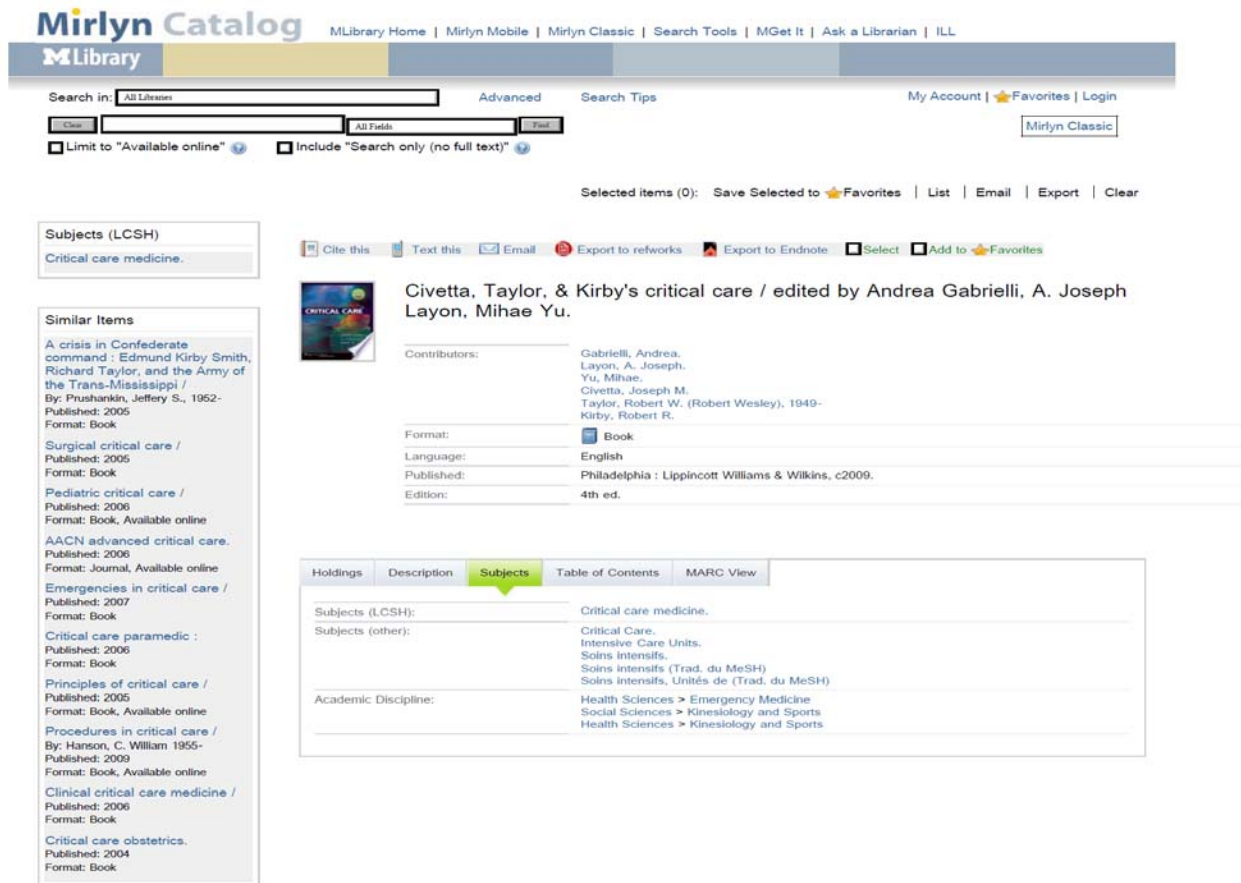 Mirlyn Catalog
MLibrary Home | Mirlyn Mobile | Mirlyn Classic | Search Tools | MGet It | Ask a Librarian | ILL
MLibrary
Search in: All Libraries Advanced Search Tips My Account | Favorites | Login
Clear All Fields Find Mirlyn Classic
Limit to "Available online" Include "Search only (no full text)"
Selected items (0): Save Selected to Favorites | List | Email | Export | Clear
Subjects (LCSH)
Critical care medicine.
Similar Items
A crisis in Confederate
command : Edmund Kirby Smith,
Richard Taylor, and the Army of
the Trans-Mississippi /
By: Prushankin, Jeffery S., 1952-
Published: 2005
Format: Book
Surgical critical care /
Published: 2005
Format: Book
Pediatric critical care /
Published: 2006
Format: Book, Available online
AACN advanced critical care.
Published: 2006
Format: Journal, Available online
Emergencies in critical care /
Published: 2007
Format: Book
Critical care paramedic :
Published: 2006
Format: Book
Principles of critical care /
Published: 2005
Format: Book, Available online
Procedures in critical care /
By: Hanson, C. William 1955-
Published: 2009
Format: Book, Available online
Clinical critical care medicine /
Published: 2006
Format: Book
Critical care obstetrics.
Published: 2004
Format: Book
Cite this Text this Email Export to refworks Export to Endnote Select Add to Favorites
CRITICAL CARE
Civetta, Taylor, & Kirby's critical care / edited by Andrea Gabrielli, A. Joseph
Layon, Mihae Yu.
Contributors: Gabrielli, Andrea.
Layon, A. Joseph.
Yu, Mihae.
Civetta, Joseph M.
Taylor, Robert W. (Robert Wesley), 1949-
Kirby, Robert R.
Format: Book
Language: English
Published: Philadelphia : Lippincott Williams & Wilkins, c2009.
Edition: 4th ed.
Holdings Description Subjects Table of Contents MARC View
Subjects (LCSH): Critical care medicine.
Subjects (other): Critical Care.
Intensive Care Units.
Soins intensifs.
Soins intensifs (Trad. du MeSH)
Soins intensifs, Unités de (Trad. du MeSH)
Academic Discipline: Health Sciences > Emergency Medicine
Social Sciences > Kinesiology and Sports
Health Sciences > Kinesiology and Sports